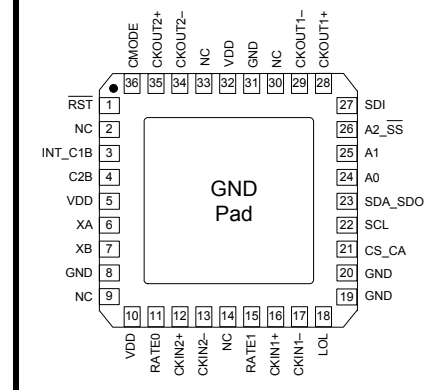 CMODE
CKOUT2+
CKOUT2–
NC
VDD
GND
NC
CKOUT1–
CKOUT1+
36 35 34 33 32 31 30 29 28
RST 1
NC 2
INT_C1B 3
C2B 4
VDD 5
XA 6
XB 7
GND 8
NC 9
GND
Pad
27 SDI
26 A2_SS
25 A1
24 A0
23 SDA_SDO
22 SCL
21 CS_CA
20 GND
19 GND
10 11 12 13 14 15 16 17 18
VDD
RATE0
CKIN2+
CKIN2–
NC
RATE1
CKIN1+
CKIN1–
LOL